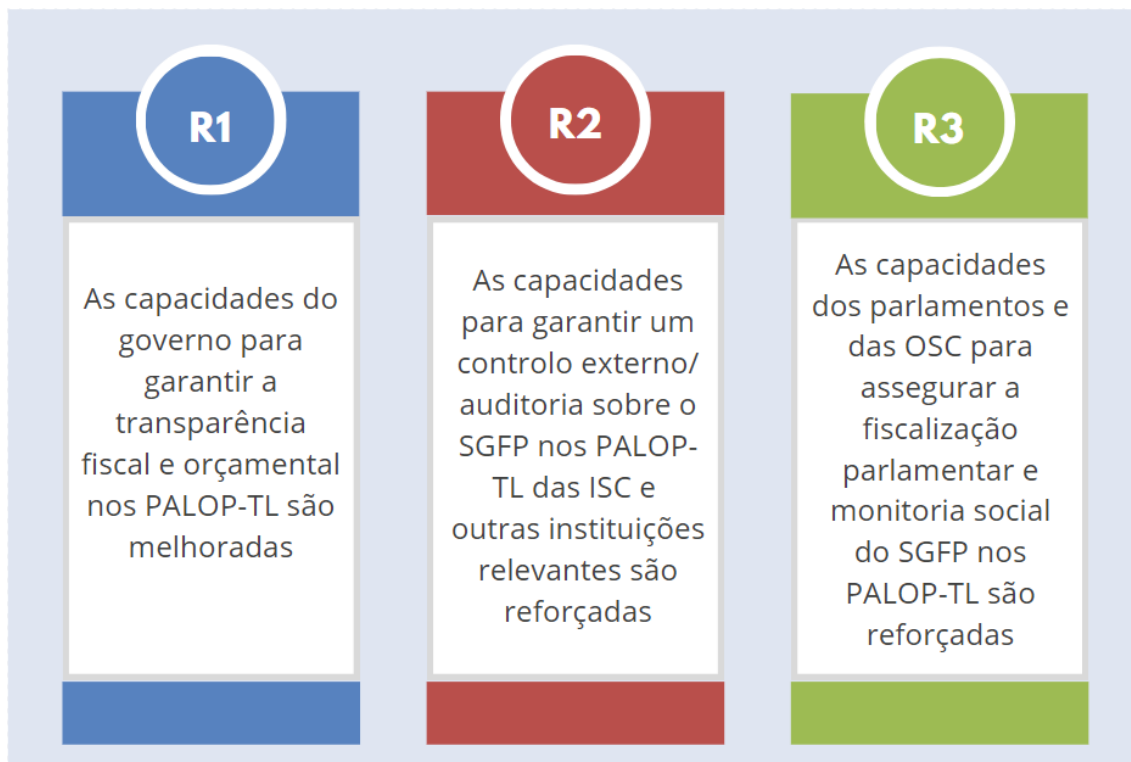 R1
As capacidades do
governo para
garantir a
transparência
fiscal e orçamental
nos PALOP-TL são
melhoradas
R2
As capacidades
para garantir um
controlo externo/
auditoria sobre o
SGFP nos PALOP-
TL das ISC e
outras instituições
relevantes são
reforçadas
R3
As capacidades
dos parlamentos e
das OSC para
assegurar a
fiscalização
parlamentar e
monitoria social
do SGFP nos
PALOP-TL são
reforçadas